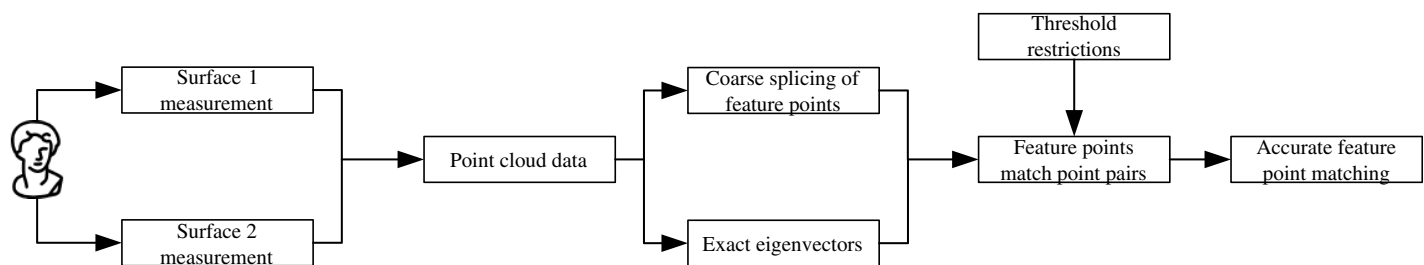 Surface 1
measurement
Surface 2
measurement
Point cloud data
Coarse splicing of
feature points
Exact eigenvectors
Threshold
restrictions
Feature points
match point pairs
Accurate feature
point matching